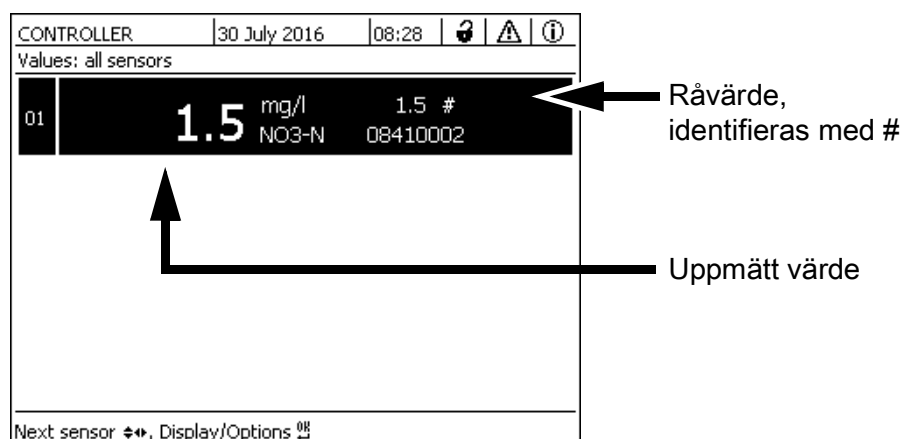 CONTROLLER 30 July 2016 08:28
Values: all sensors
01 1.5 mg/l NO3-N 1.5 # 08410002
Råvärde,
identifieras med #
Uppmätt värde
Next sensor, Display/Options OK